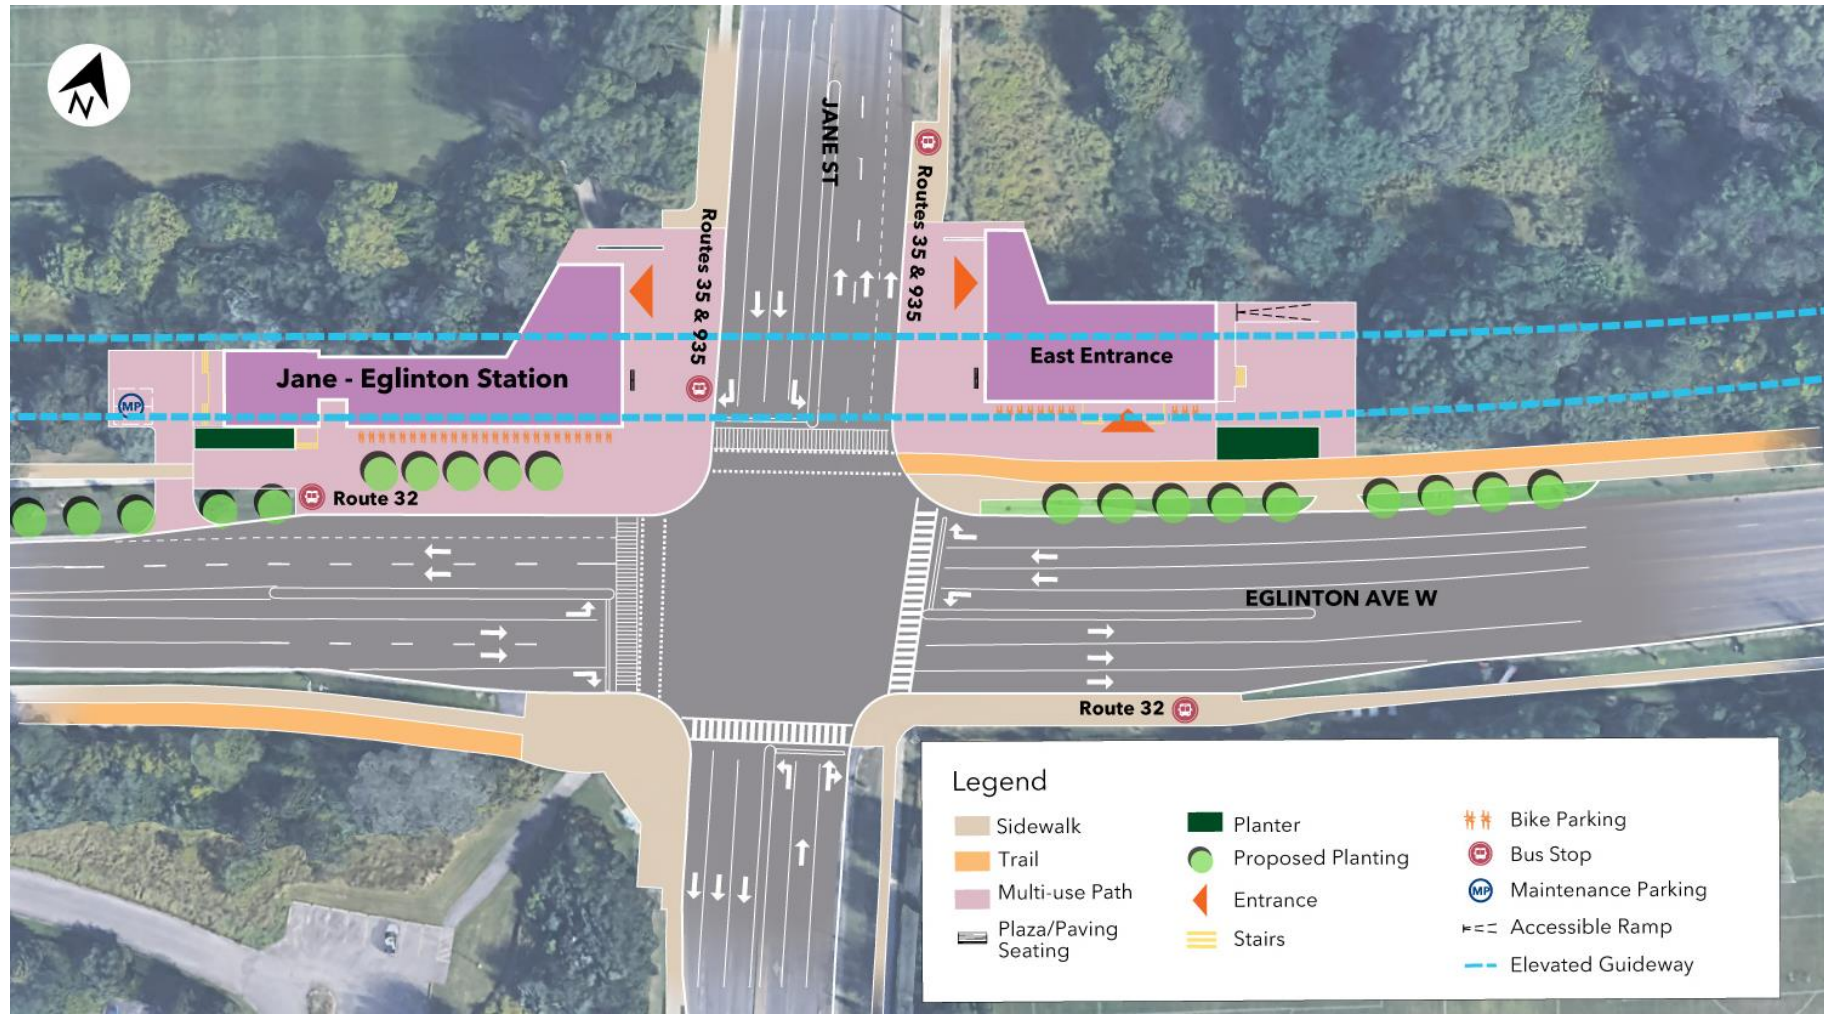 N
JANE ST
Routes 35 & 935
Routes 35 & 935
East Entrance
Jane - Eglinton Station
MP
Route 32
EGLINTON AVE W
Route 32
Legend
Sidewalk
Trail
Multi-use Path
Plaza/Paving
Seating
Planter
Proposed Planting
Entrance
Stairs
Bike Parking
Bus Stop
MP
Maintenance Parking
Accessible Ramp
Elevated Guideway